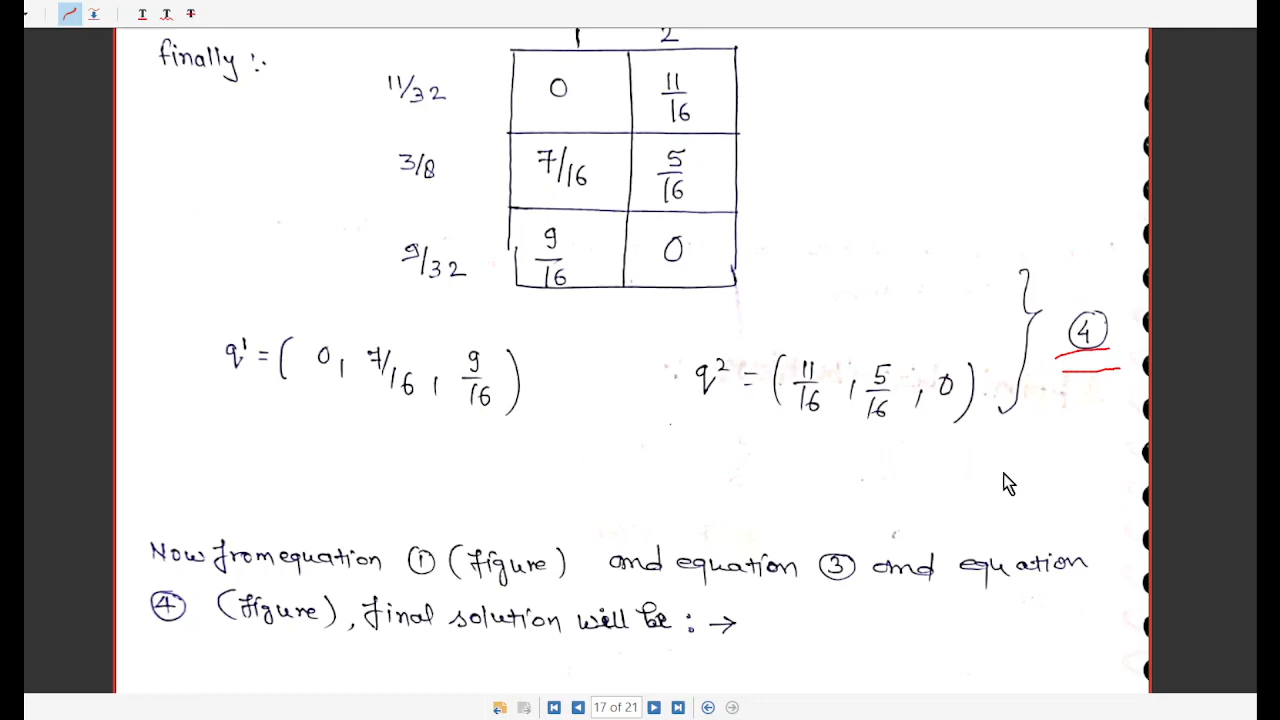 1 2
finally :.
11/32 0 11/16
3/8 7/16 5/16
9/32 9/16 0
q¹ = ( 0, 7/16, 9/16 ) q² = ( 11/16, 5/16, 0 ) } ④
Now from equation ① (figure) and equation ③ and equation
④ (figure), final solution will be : →
17 of 21